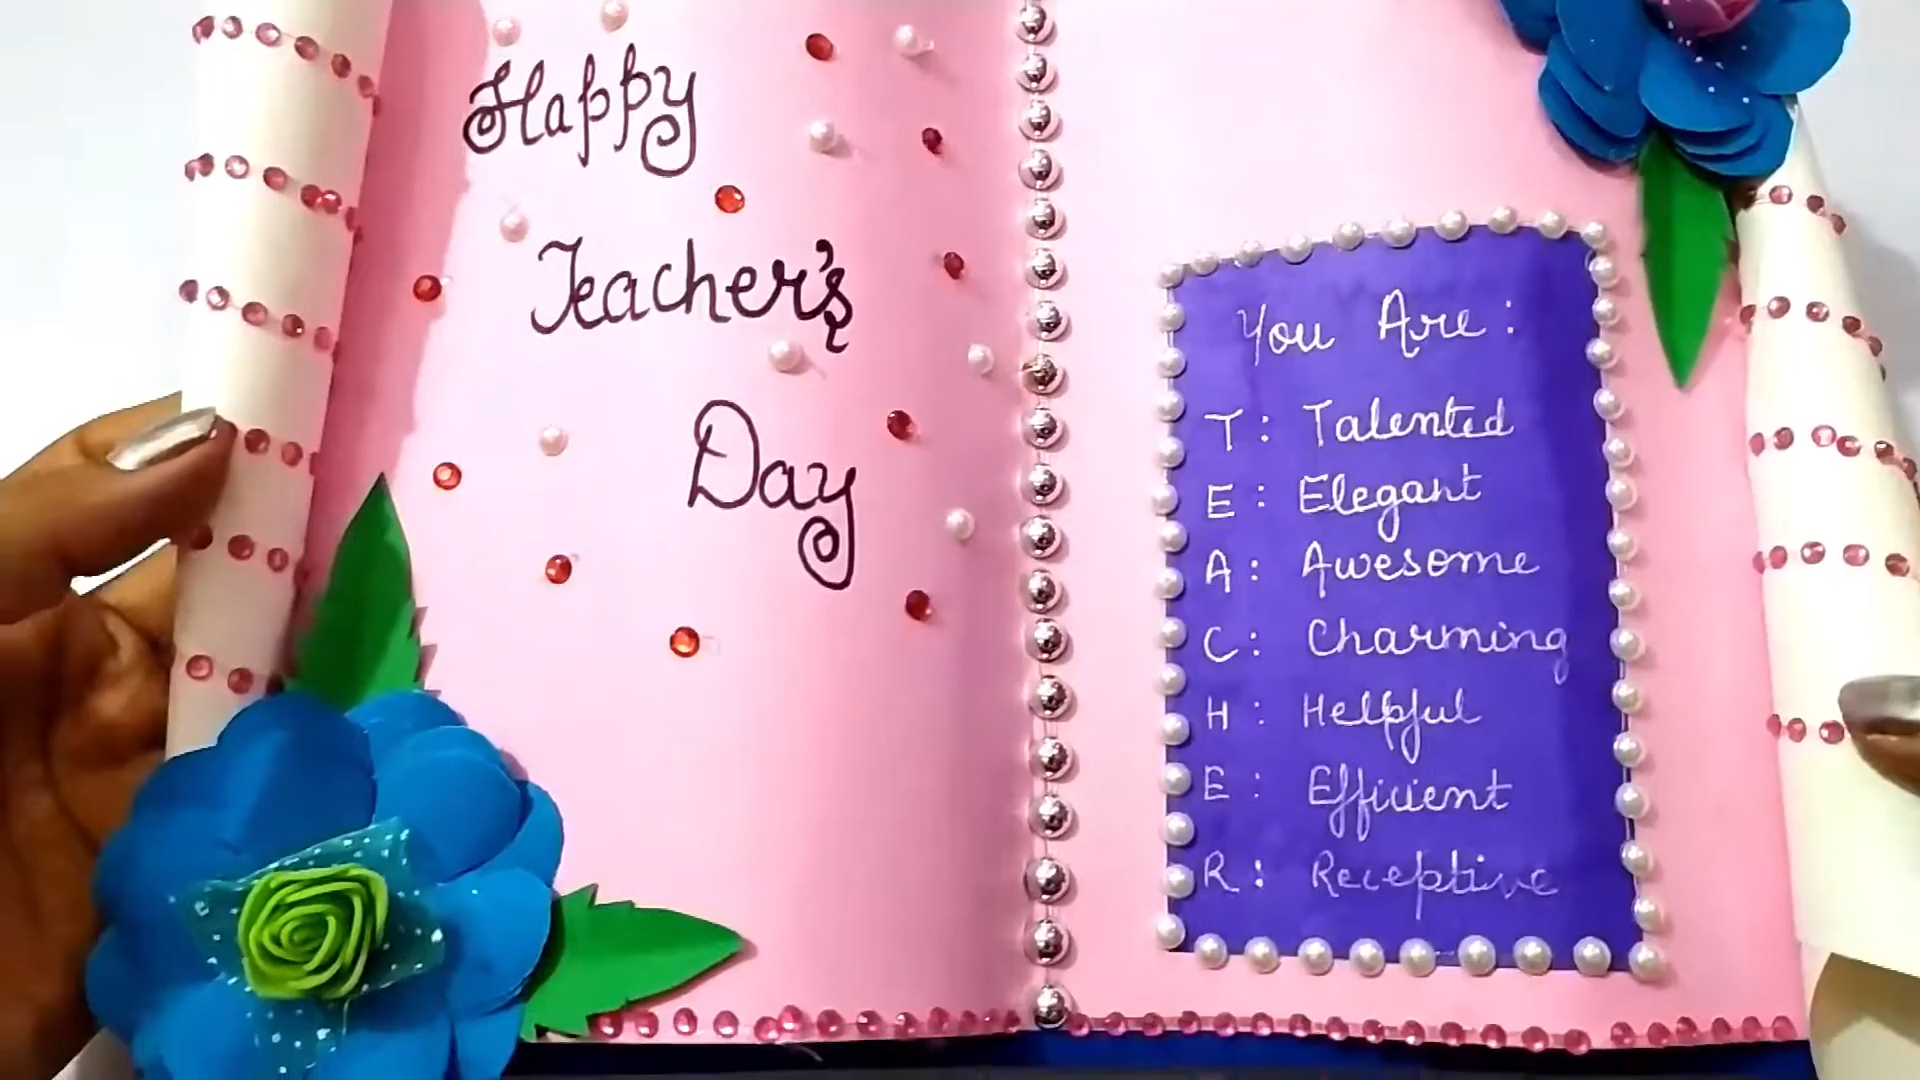 Happy
Teacher's
Day
You Are:
T: Talented
E: Elegant
A: Awesome
C: Charming
H: Helpful
E: Efficient
R: Receptive